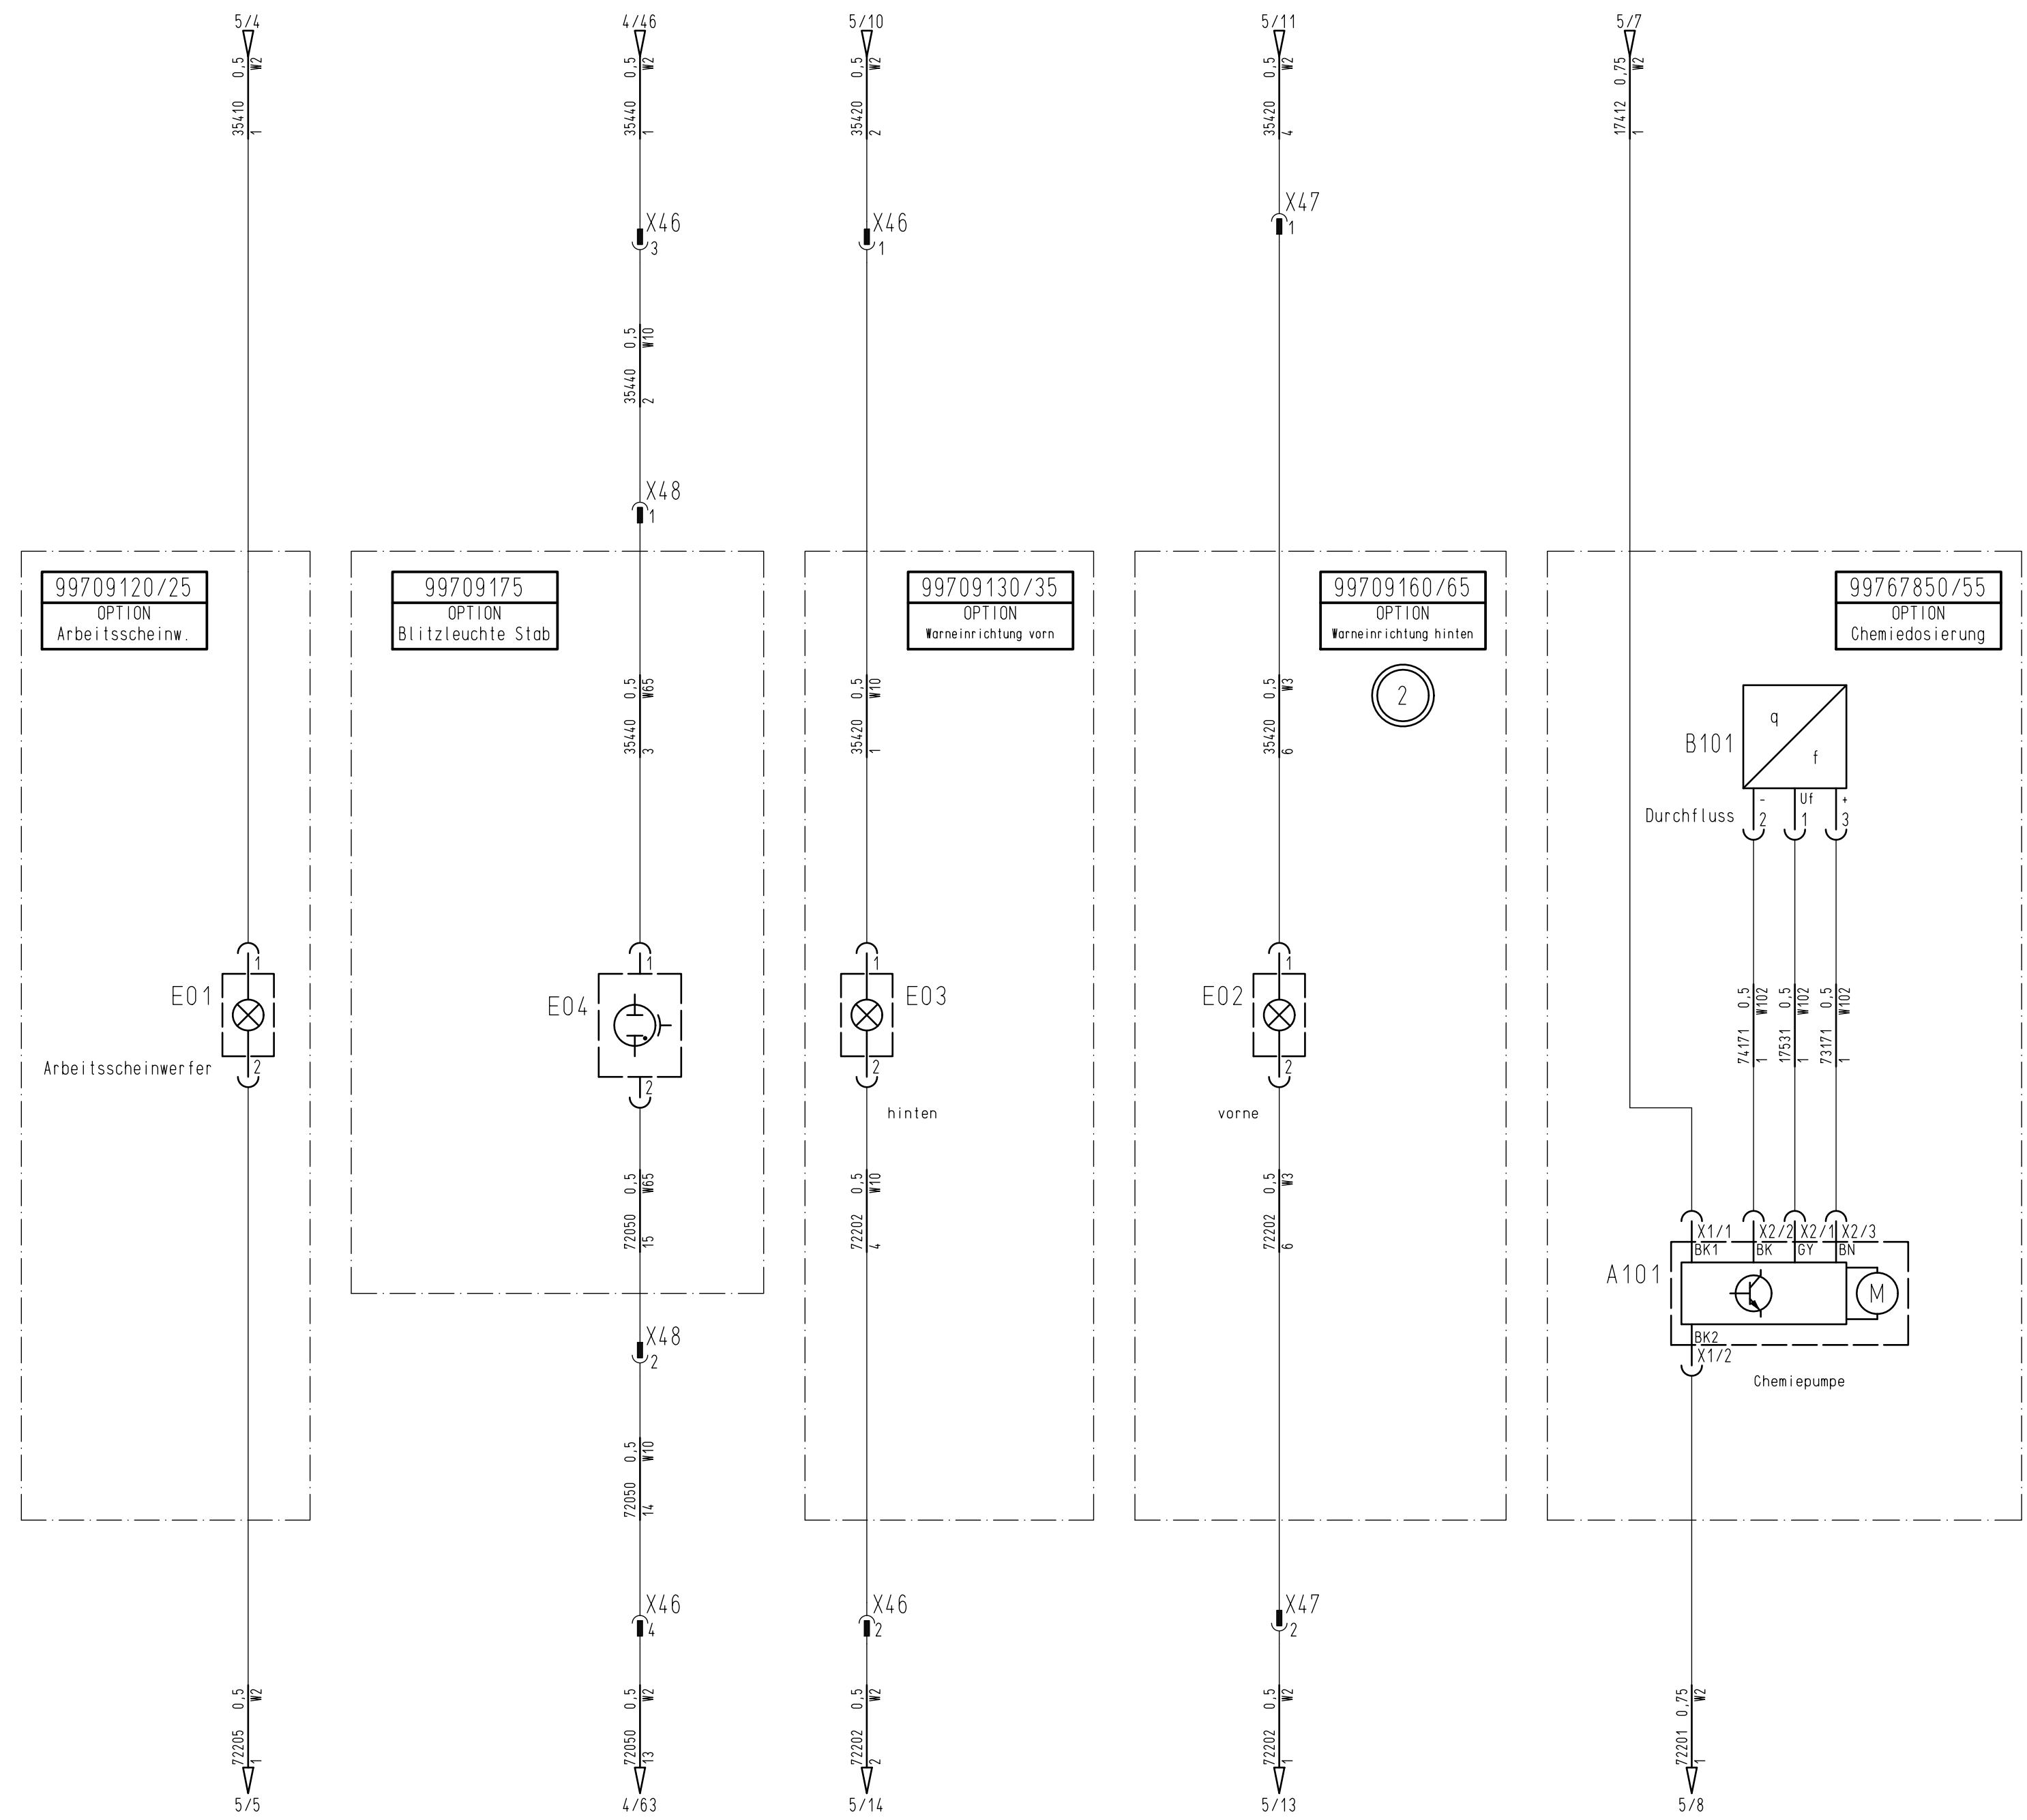 5/4
4/46
5/10
5/11
5/7
35410 0,5
1 W2
35440 0,5
1 W2
35420 0,5
2 W2
35420 0,5
4 W2
17412 0,75
1 W2
X46
3
X46
1
X47
1
35440 0,5
2 W10
X48
1
99709120/25
OPTION
Arbeitsscheinw.
99709175
OPTION
Blitzleuchte Stab
99709130/35
OPTION
Warneinrichtung vorn
99709160/65
OPTION
Warneinrichtung hinten
2
99767850/55
OPTION
Chemiedosierung
35440 0,5
3 W65
35420 0,5
1 W10
35420 0,5
6 W3
q
f
B101
Durchfluss
- Uf +
2 1 3
1
E01
2
Arbeitsscheinwerfer
1
E04
2
1
E03
2
hinten
1
E02
2
vorne
74171 0,5
1 W102
17531 0,5
1 W102
73171 0,5
1 W102
72050 0,5
15 W65
72202 0,5
4 W10
72202 0,5
6 W3
X1/1 X2/2 X2/1 X2/3
BK1 BK GY BN
A101
M
BK2
X1/2
Chemiepumpe
X48
2
72050 0,5
14 W10
X46
4
X46
2
X47
2
72205 0,5
1 W2
72050 0,5
13 W2
72202 0,5
2 W2
72202 0,5
1 W2
72201 0,75
1 W2
5/5
4/63
5/14
5/13
5/8